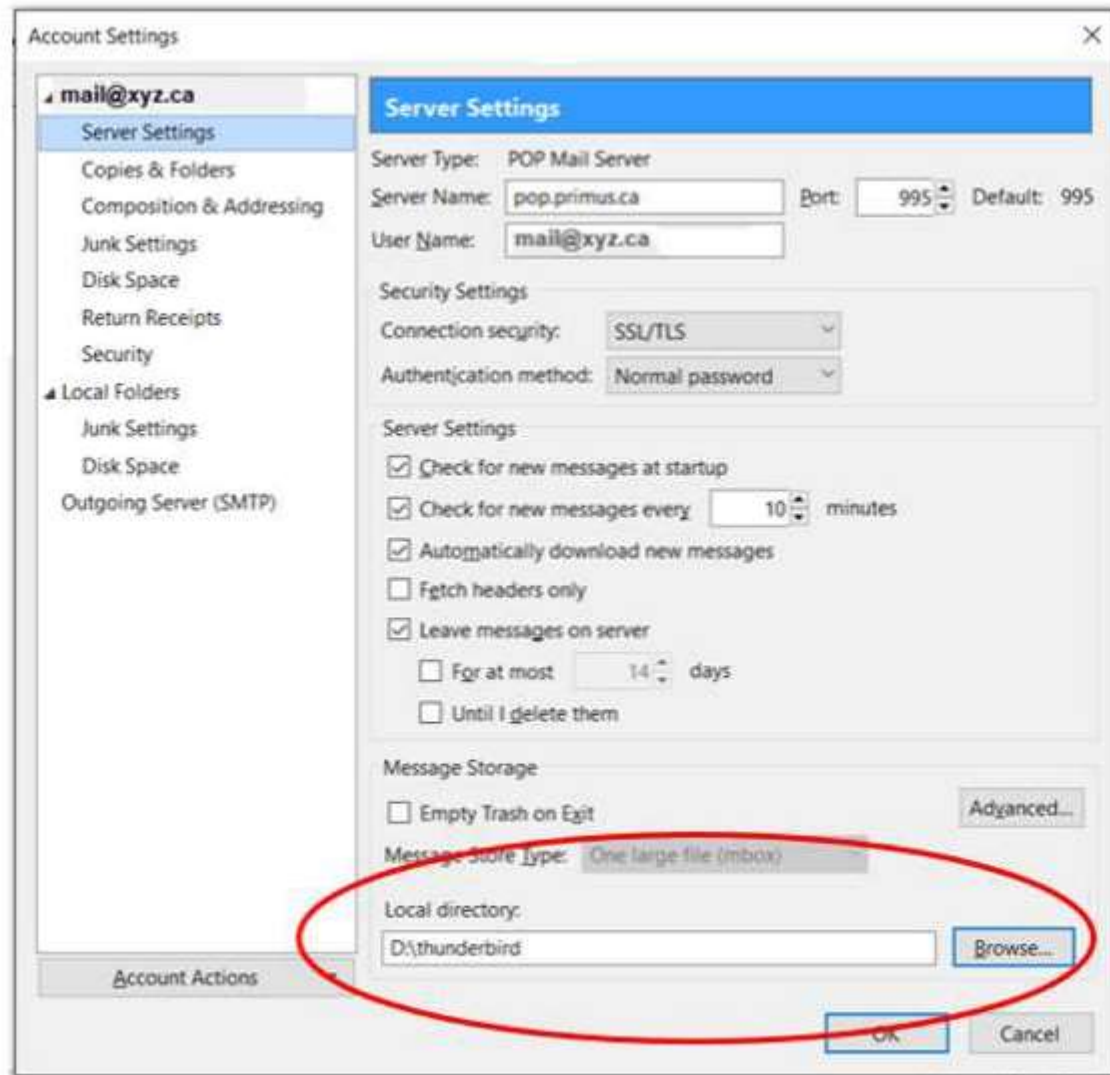 Account Settings
mail@xyz.ca
Server Settings
Copies & Folders
Composition & Addressing
Junk Settings
Disk Space
Return Receipts
Security
Local Folders
Junk Settings
Disk Space
Outgoing Server (SMTP)
Account Actions
Server Settings
Server Type: POP Mail Server
Server Name: pop.primus.ca Port: 995 Default: 995
User Name: mail@xyz.ca
Security Settings
Connection security: SSL/TLS
Authentication method: Normal password
Server Settings
Check for new messages at startup
Check for new messages every 10 minutes
Automatically download new messages
Fetch headers only
Leave messages on server
For at most 14 days
Until I delete them
Message Storage
Empty Trash on Exit Advanced...
Message Store Type: One large file (mbox)
Local directory:
D:\thunderbird Browse...
OK Cancel